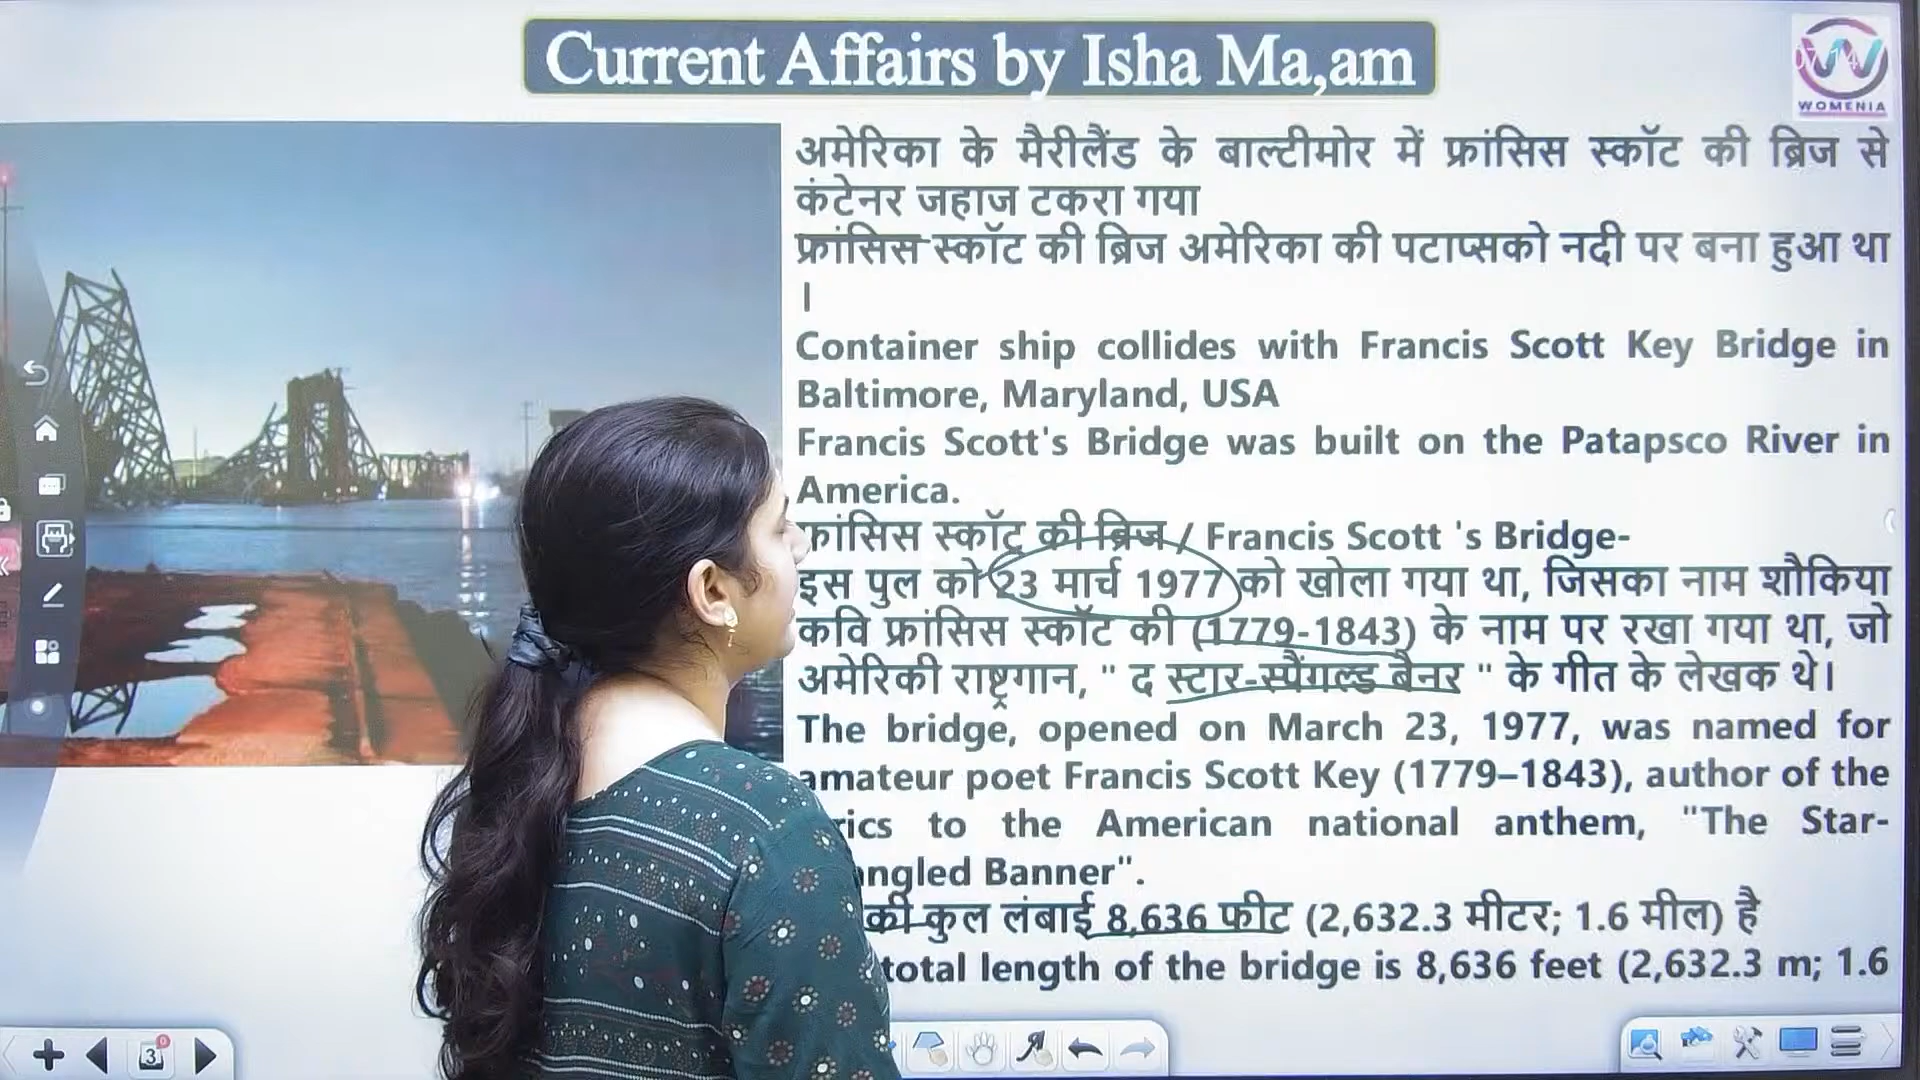 Current Affairs by Isha Ma,am
WOMENIA
अमेरिका के मैरीलैंड के बाल्टीमोर में फ्रांसिस स्कॉट की ब्रिज से
कंटेनर जहाज टकरा गया
फ्रांसिस स्कॉट की ब्रिज अमेरिका की पटाप्सको नदी पर बना हुआ था
।
Container ship collides with Francis Scott Key Bridge in
Baltimore, Maryland, USA
Francis Scott's Bridge was built on the Patapsco River in
America.
फ्रांसिस स्कॉट की ब्रिज / Francis Scott 's Bridge-
इस पुल को 23 मार्च 1977 को खोला गया था, जिसका नाम शौकिया
कवि फ्रांसिस स्कॉट की (1779-1843) के नाम पर रखा गया था, जो
अमेरिकी राष्ट्रगान, " द स्टार-स्पैंगल्ड बैनर " के गीत के लेखक थे।
The bridge, opened on March 23, 1977, was named for
amateur poet Francis Scott Key (1779–1843), author of the
to the American national anthem, "The Star-
Banner".
की कुल लंबाई 8,636 फीट (2,632.3 मीटर; 1.6 मील) है
total length of the bridge is 8,636 feet (2,632.3 m; 1.6
3